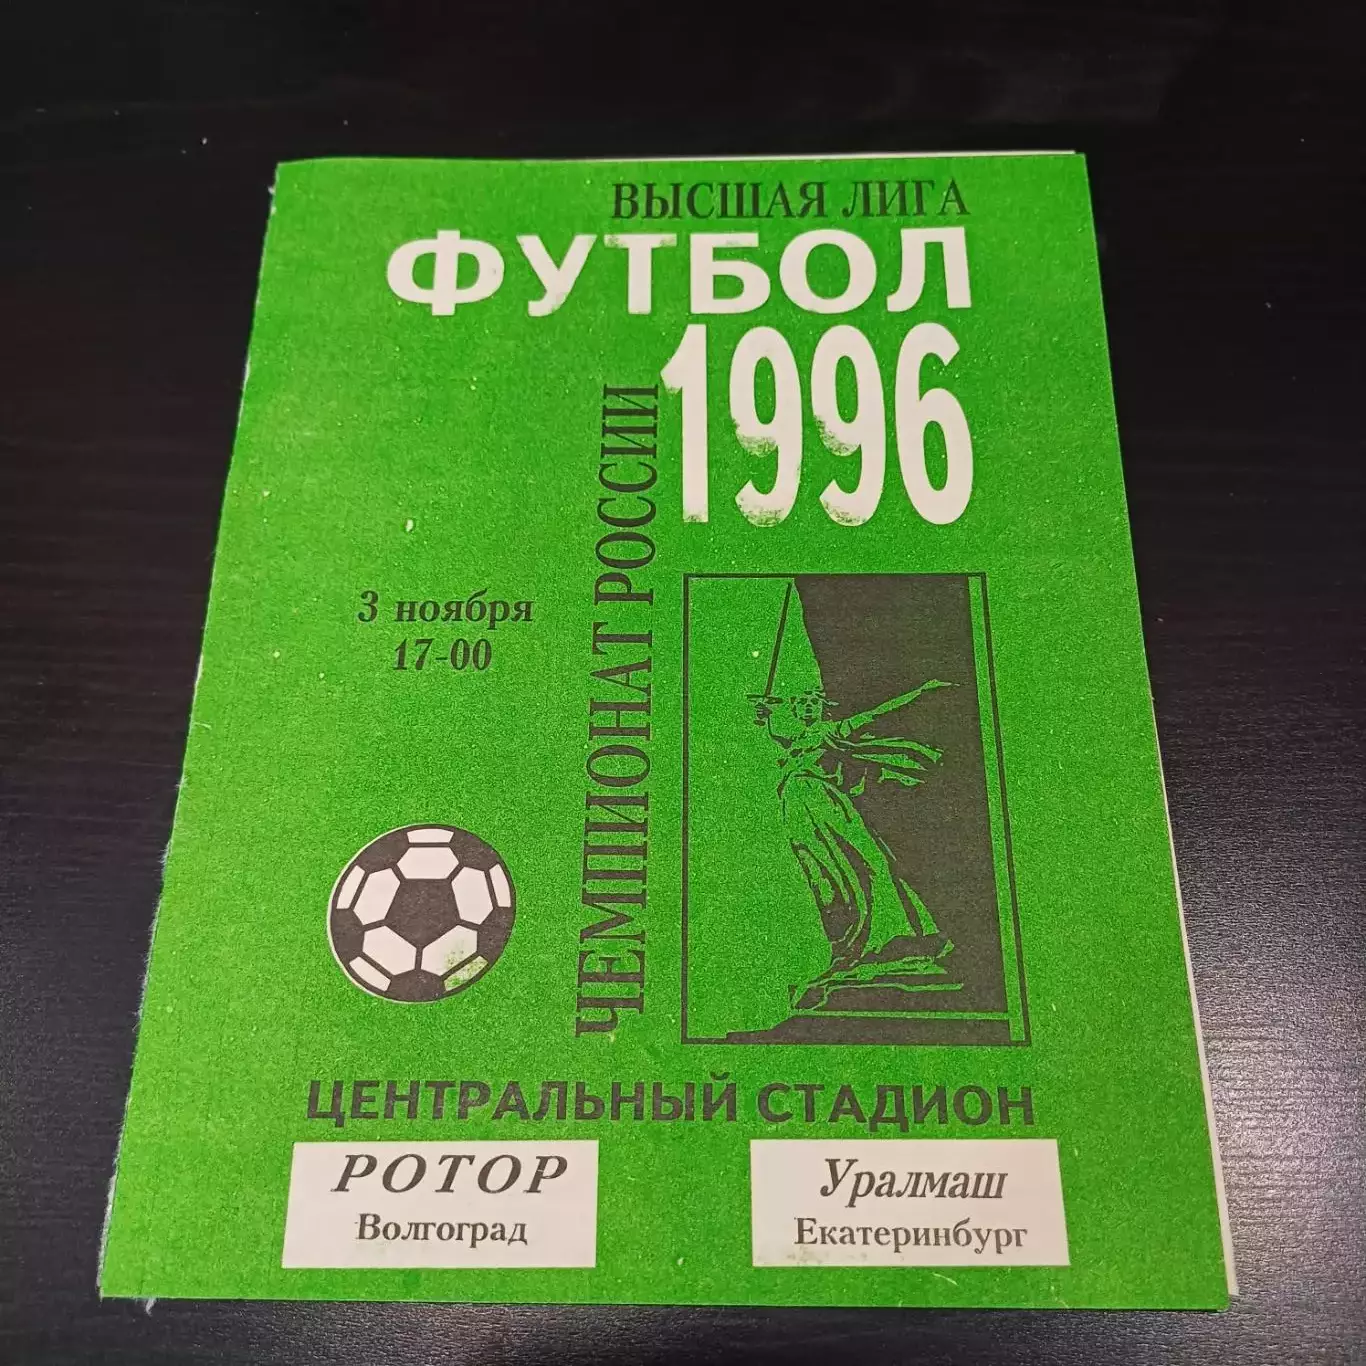 ВЫСШАЯ ЛИГА
ФУТБОЛ
1996
ЧЕМПИОНАТ РОССИИ
3 ноября
17-00
ЦЕНТРАЛЬНЫЙ СТАДИОН
РОТОР
Волгоград
Уралмаш
Екатеринбург